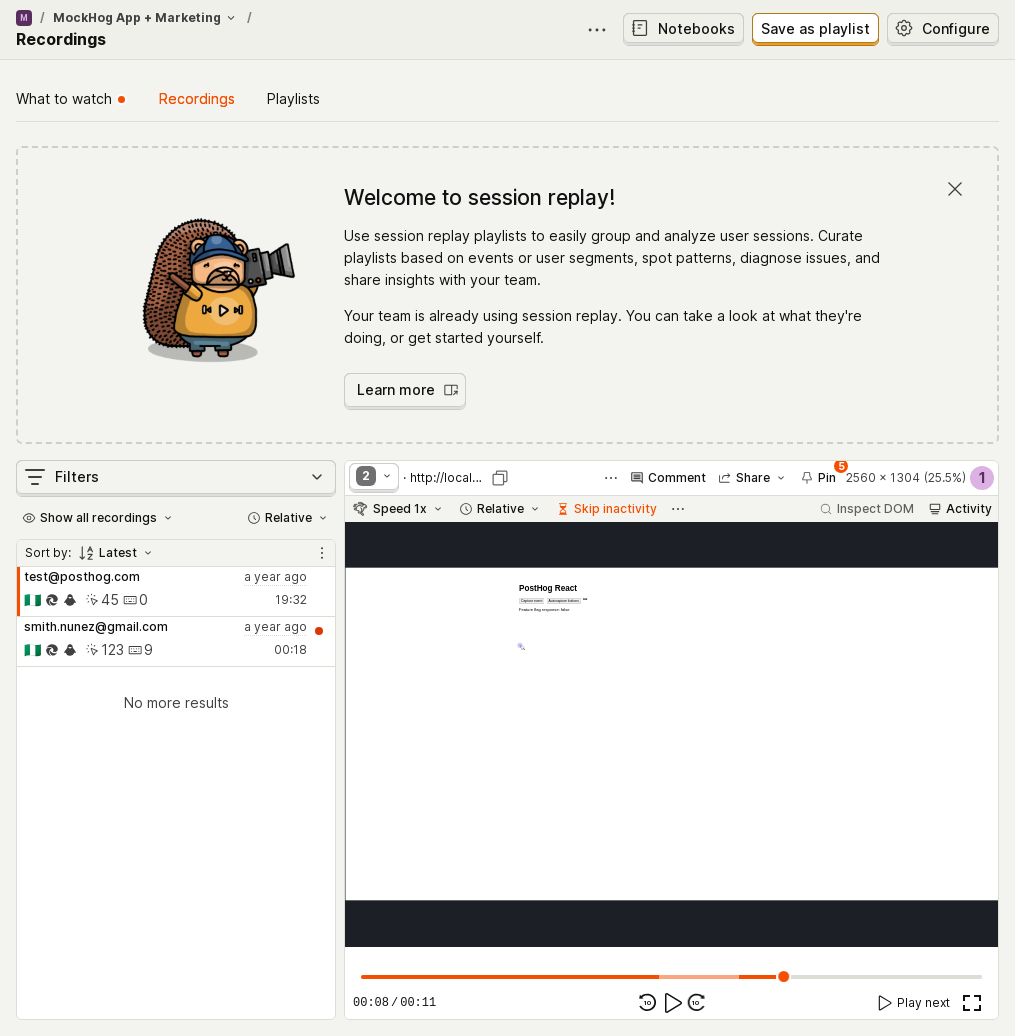 M / MockHog App + Marketing /
Recordings
Notebooks
Save as playlist
Configure
What to watch
Recordings
Playlists
Welcome to session replay!
Use session replay playlists to easily group and analyze user sessions. Curate
playlists based on events or user segments, spot patterns, diagnose issues, and
share insights with your team.
Your team is already using session replay. You can take a look at what they're
doing, or get started yourself.
Learn more
Filters
Show all recordings
Relative
Sort by: Latest
test@posthog.com a year ago
45 0 19:32
smith.nunez@gmail.com a year ago
123 9 00:18
No more results
2 · http://local... Comment Share Pin 5 2560 × 1304 (25.5%) 1
Speed 1x Relative Skip inactivity Inspect DOM Activity
PostHog React
Capture event
Feature flag response: false
00:08 / 00:11
10
10
Play next